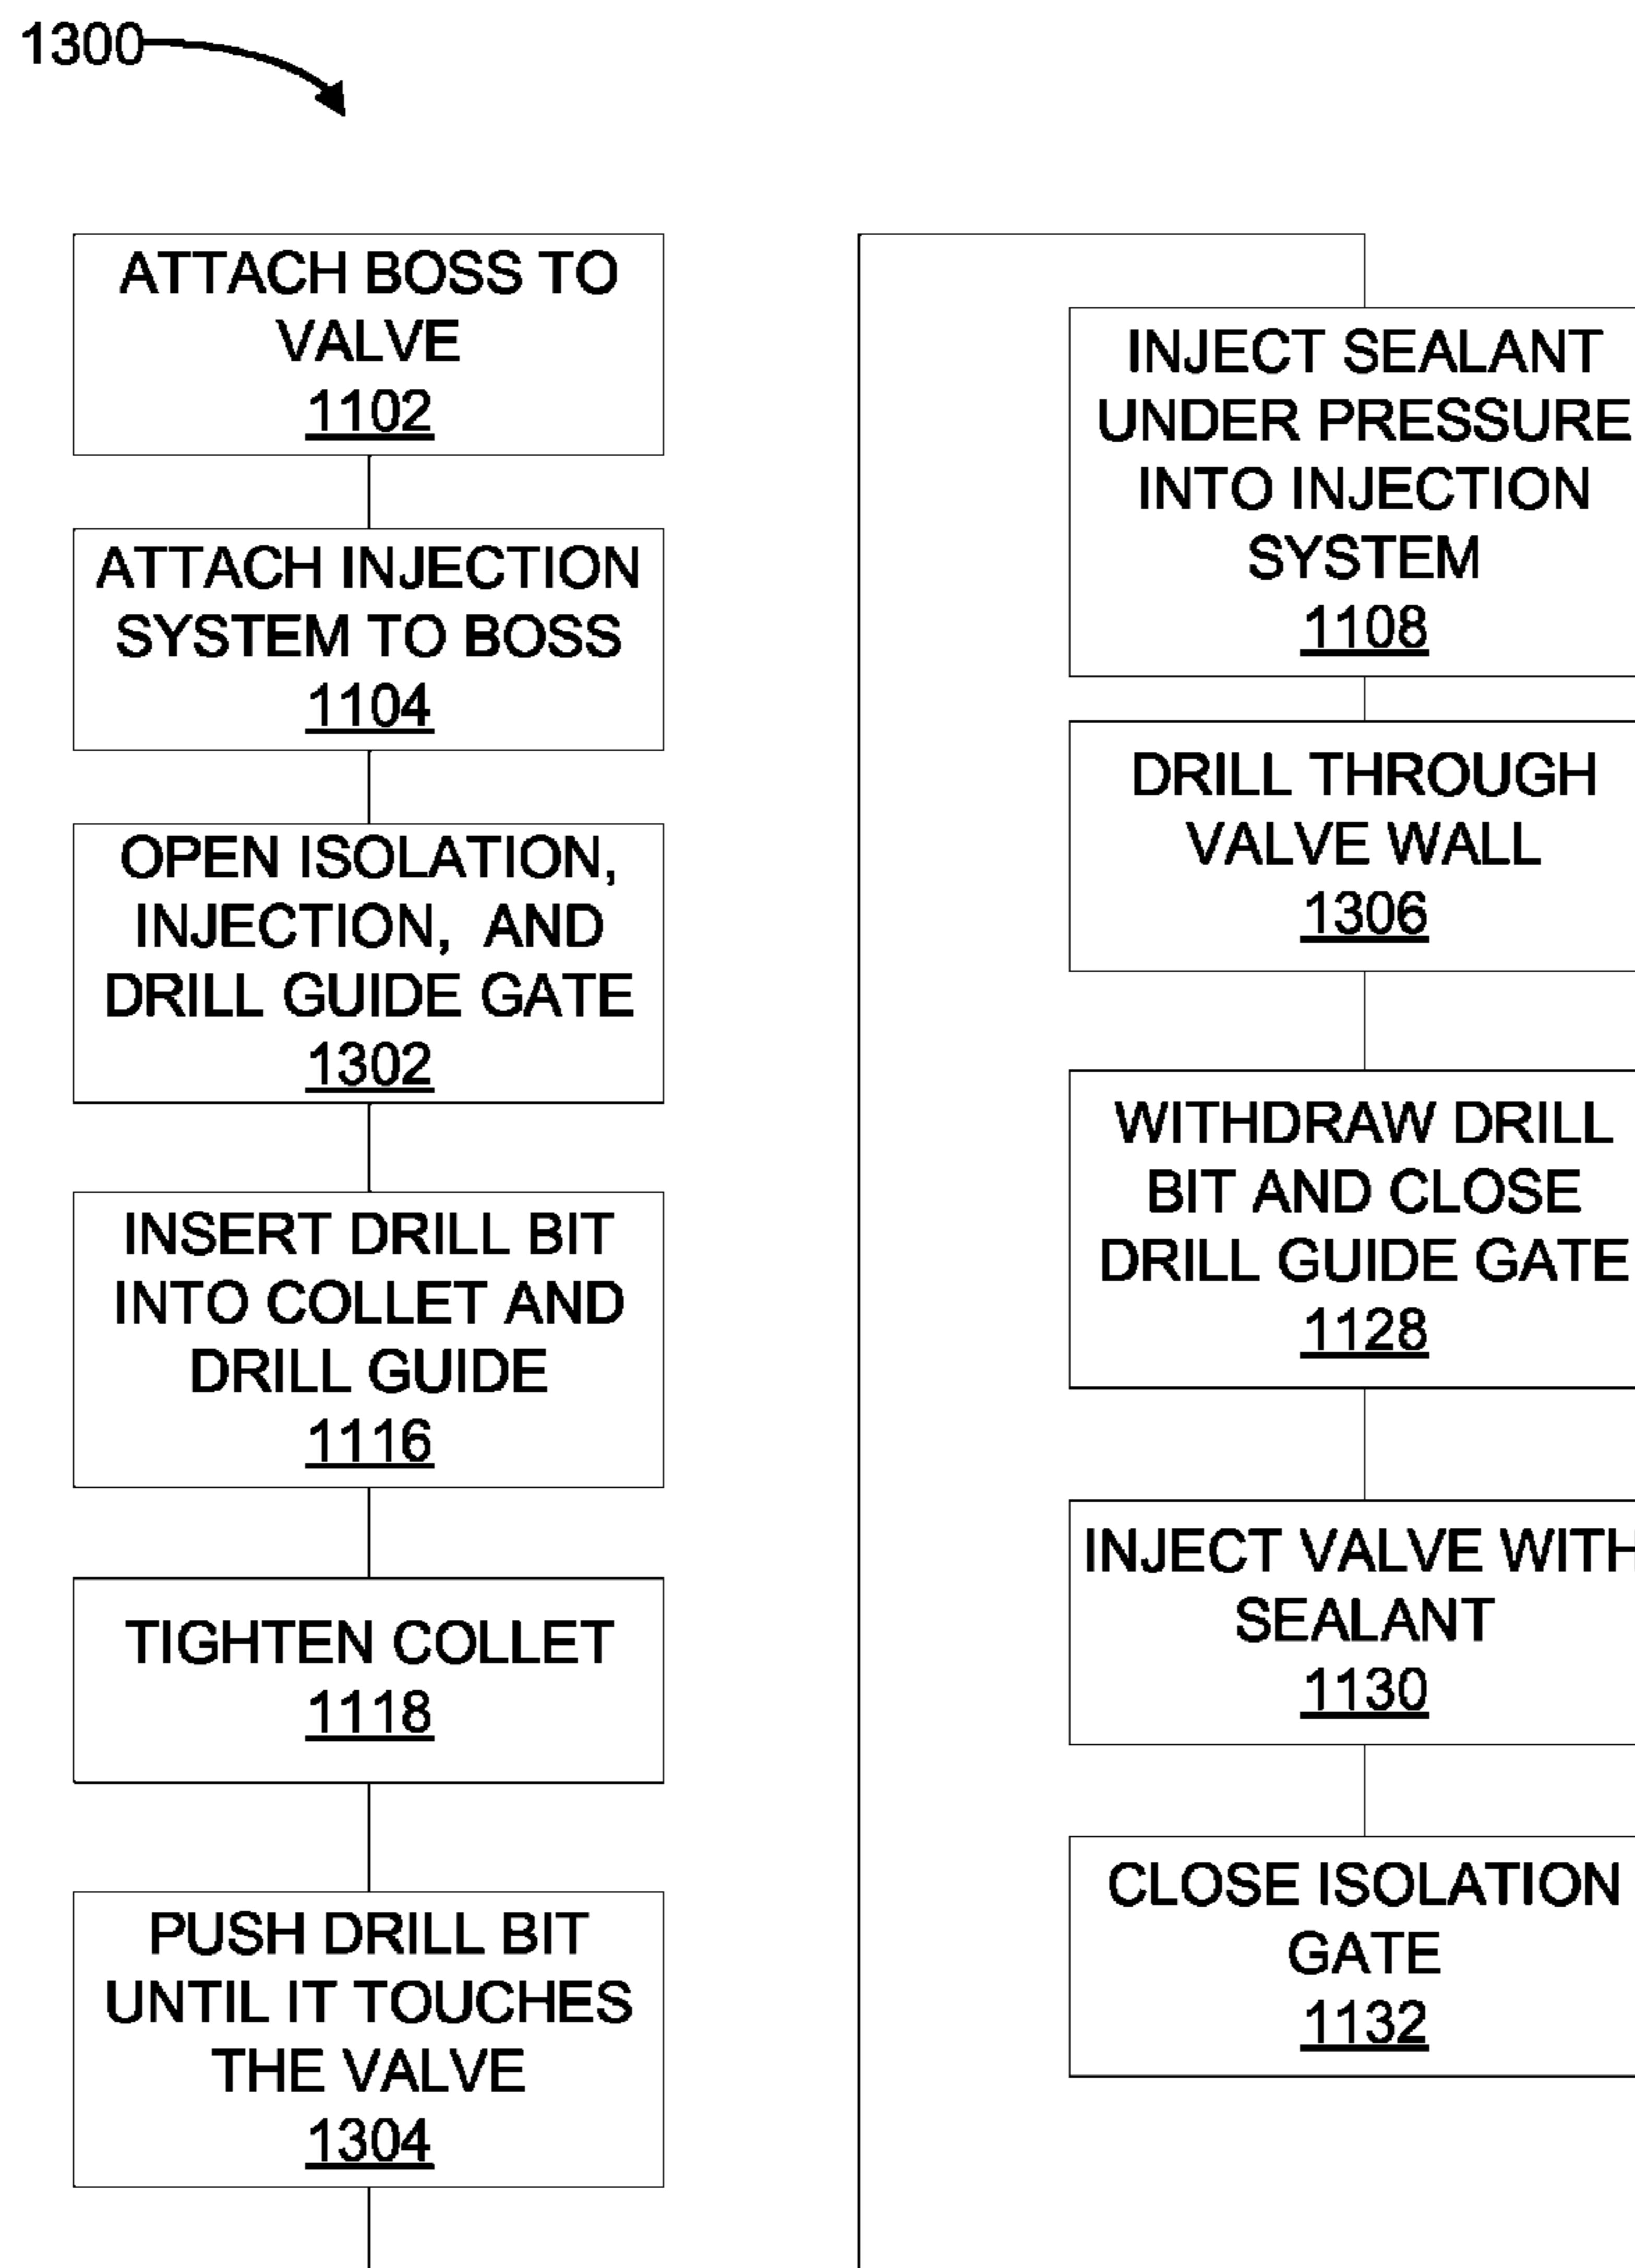 1300
ATTACH BOSS TO
VALVE
1102
ATTACH INJECTION
SYSTEM TO BOSS
1104
OPEN ISOLATION,
INJECTION, AND
DRILL GUIDE GATE
1302
INSERT DRILL BIT
INTO COLLET AND
DRILL GUIDE
1116
TIGHTEN COLLET
1118
PUSH DRILL BIT
UNTIL IT TOUCHES
THE VALVE
1304
INJECT SEALANT
UNDER PRESSURE
INTO INJECTION
SYSTEM
1108
DRILL THROUGH
VALVE WALL
1306
WITHDRAW DRILL
BIT AND CLOSE
DRILL GUIDE GATE
1128
INJECT VALVE WITH
SEALANT
1130
CLOSE ISOLATION
GATE
1132